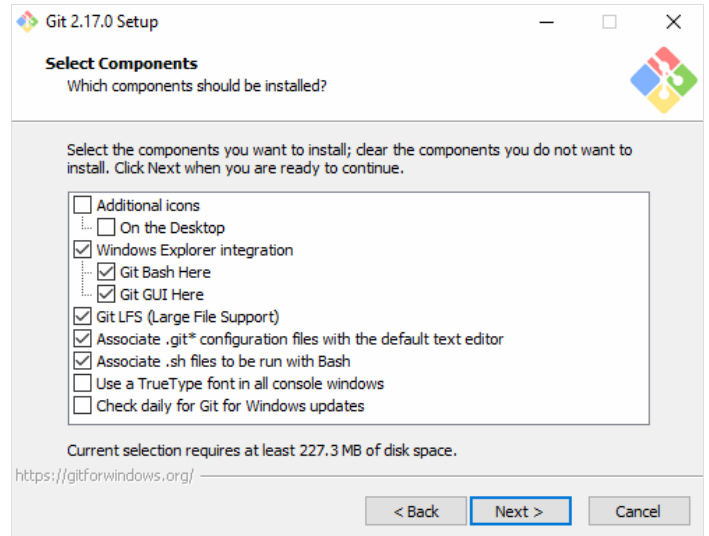 Git 2.17.0 Setup
Select Components
Which components should be installed?
Select the components you want to install; clear the components you do not want to
install. Click Next when you are ready to continue.
Additional icons
On the Desktop
Windows Explorer integration
Git Bash Here
Git GUI Here
Git LFS (Large File Support)
Associate .git* configuration files with the default text editor
Associate .sh files to be run with Bash
Use a TrueType font in all console windows
Check daily for Git for Windows updates
Current selection requires at least 227.3 MB of disk space.
https://gitforwindows.org/
< Back Next > Cancel